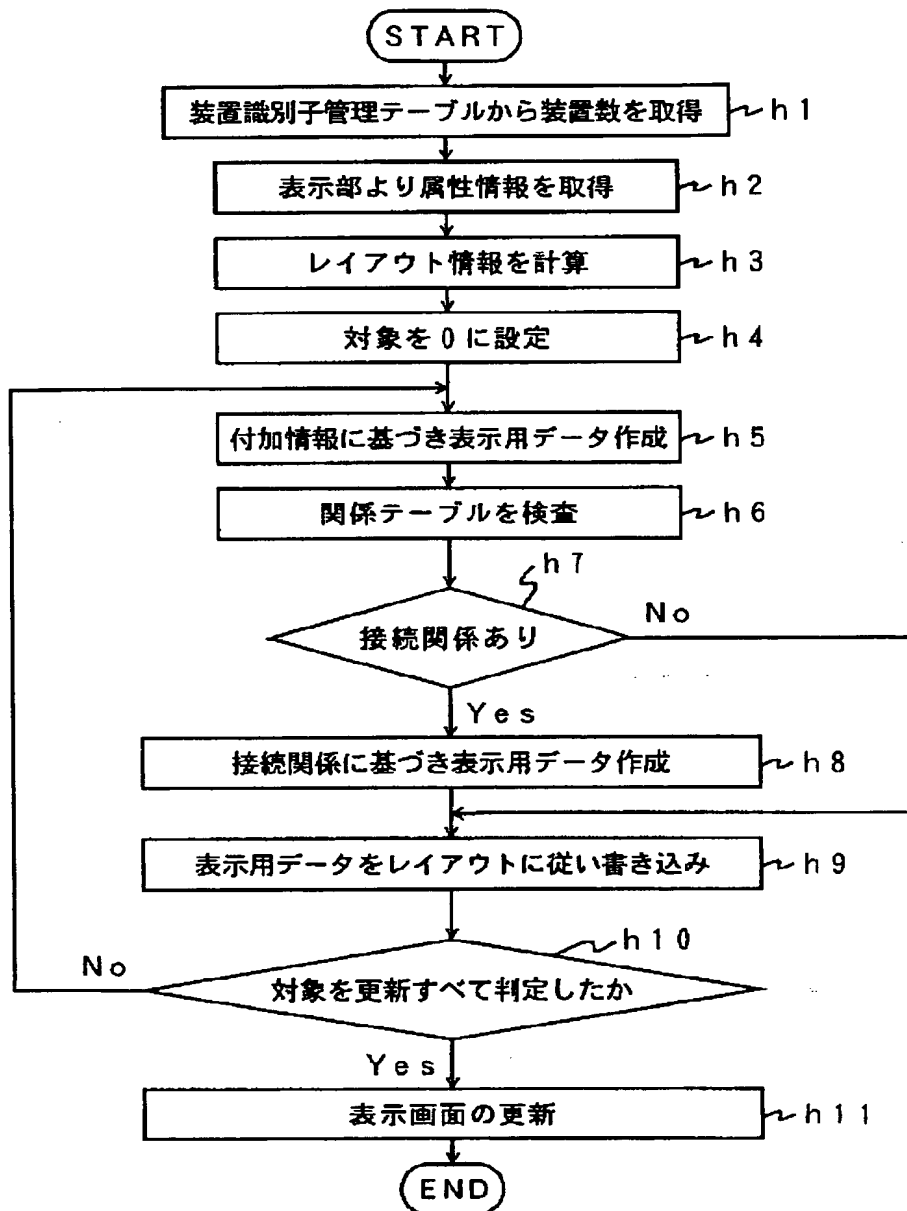 START
装置識別子管理テーブルから装置数を取得 h1
表示部より属性情報を取得 h2
レイアウト情報を計算 h3
対象を0に設定 h4
付加情報に基づき表示用データ作成 h5
関係テーブルを検査 h6
h7
接続関係あり No
Yes
接続関係に基づき表示用データ作成 h8
表示用データをレイアウトに従い書き込み h9
h10
No 対象を更新すべて判定したか
Yes
表示画面の更新 h11
END